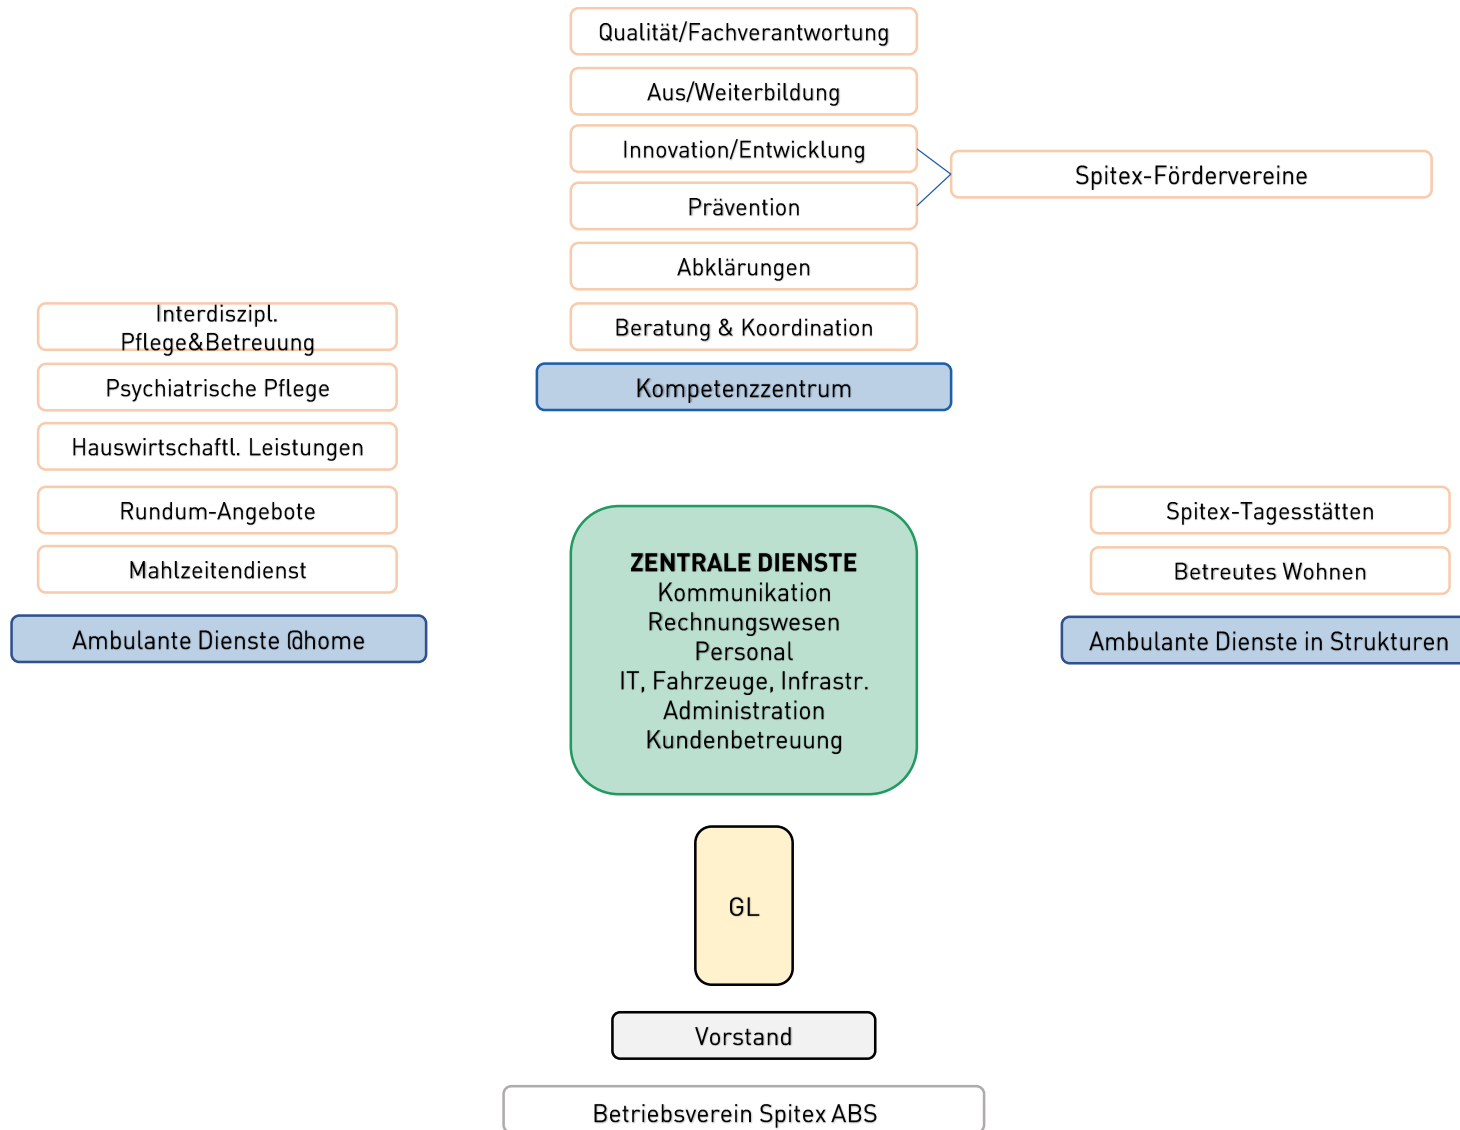 Qualität/Fachverantwortung
Aus/Weiterbildung
Innovation/Entwicklung
Prävention
Spitex-Fördervereine
Abklärungen
Beratung & Koordination
Kompetenzzentrum
Interdiszipl.
Pflege&Betreuung
Psychiatrische Pflege
Hauswirtschaftl. Leistungen
Rundum-Angebote
Mahlzeitendienst
Ambulante Dienste @home
ZENTRALE DIENSTE
Kommunikation
Rechnungswesen
Personal
IT, Fahrzeuge, Infrastr.
Administration
Kundenbetreuung
Spitex-Tagesstätten
Betreutes Wohnen
Ambulante Dienste in Strukturen
GL
Vorstand
Betriebsverein Spitex ABS